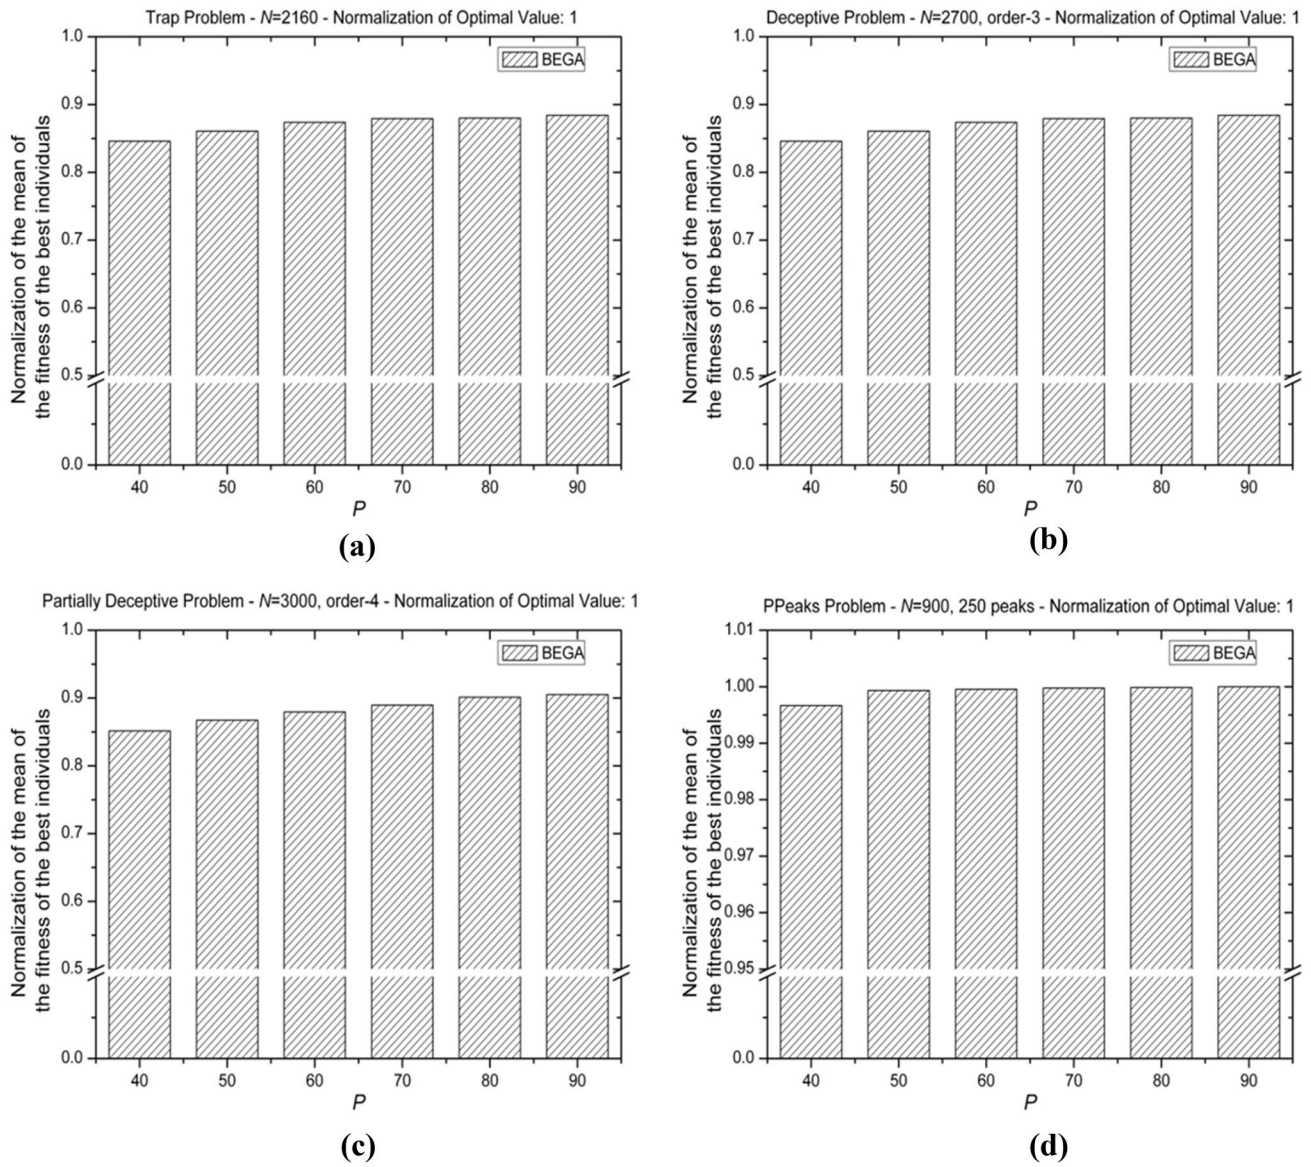 Trap Problem - N=2160 - Normalization of Optimal Value: 1
Normalization of the mean of
the fitness of the best individuals
1.0
0.9
0.8
0.7
0.6
0.5
0.0
BEGA
40 50 60 70 80 90
P
(a)
Deceptive Problem - N=2700, order-3 - Normalization of Optimal Value: 1
Normalization of the mean of
the fitness of the best individuals
1.0
0.9
0.8
0.7
0.6
0.5
0.0
BEGA
40 50 60 70 80 90
P
(b)
Partially Deceptive Problem - N=3000, order-4 - Normalization of Optimal Value: 1
Normalization of the mean of
the fitness of the best individuals
1.0
0.9
0.8
0.7
0.6
0.5
0.0
BEGA
40 50 60 70 80 90
P
(c)
PPeaks Problem - N=900, 250 peaks - Normalization of Optimal Value: 1
Normalization of the mean of
the fitness of the best individuals
1.01
1.00
0.99
0.98
0.97
0.96
0.95
0.0
BEGA
40 50 60 70 80 90
P
(d)